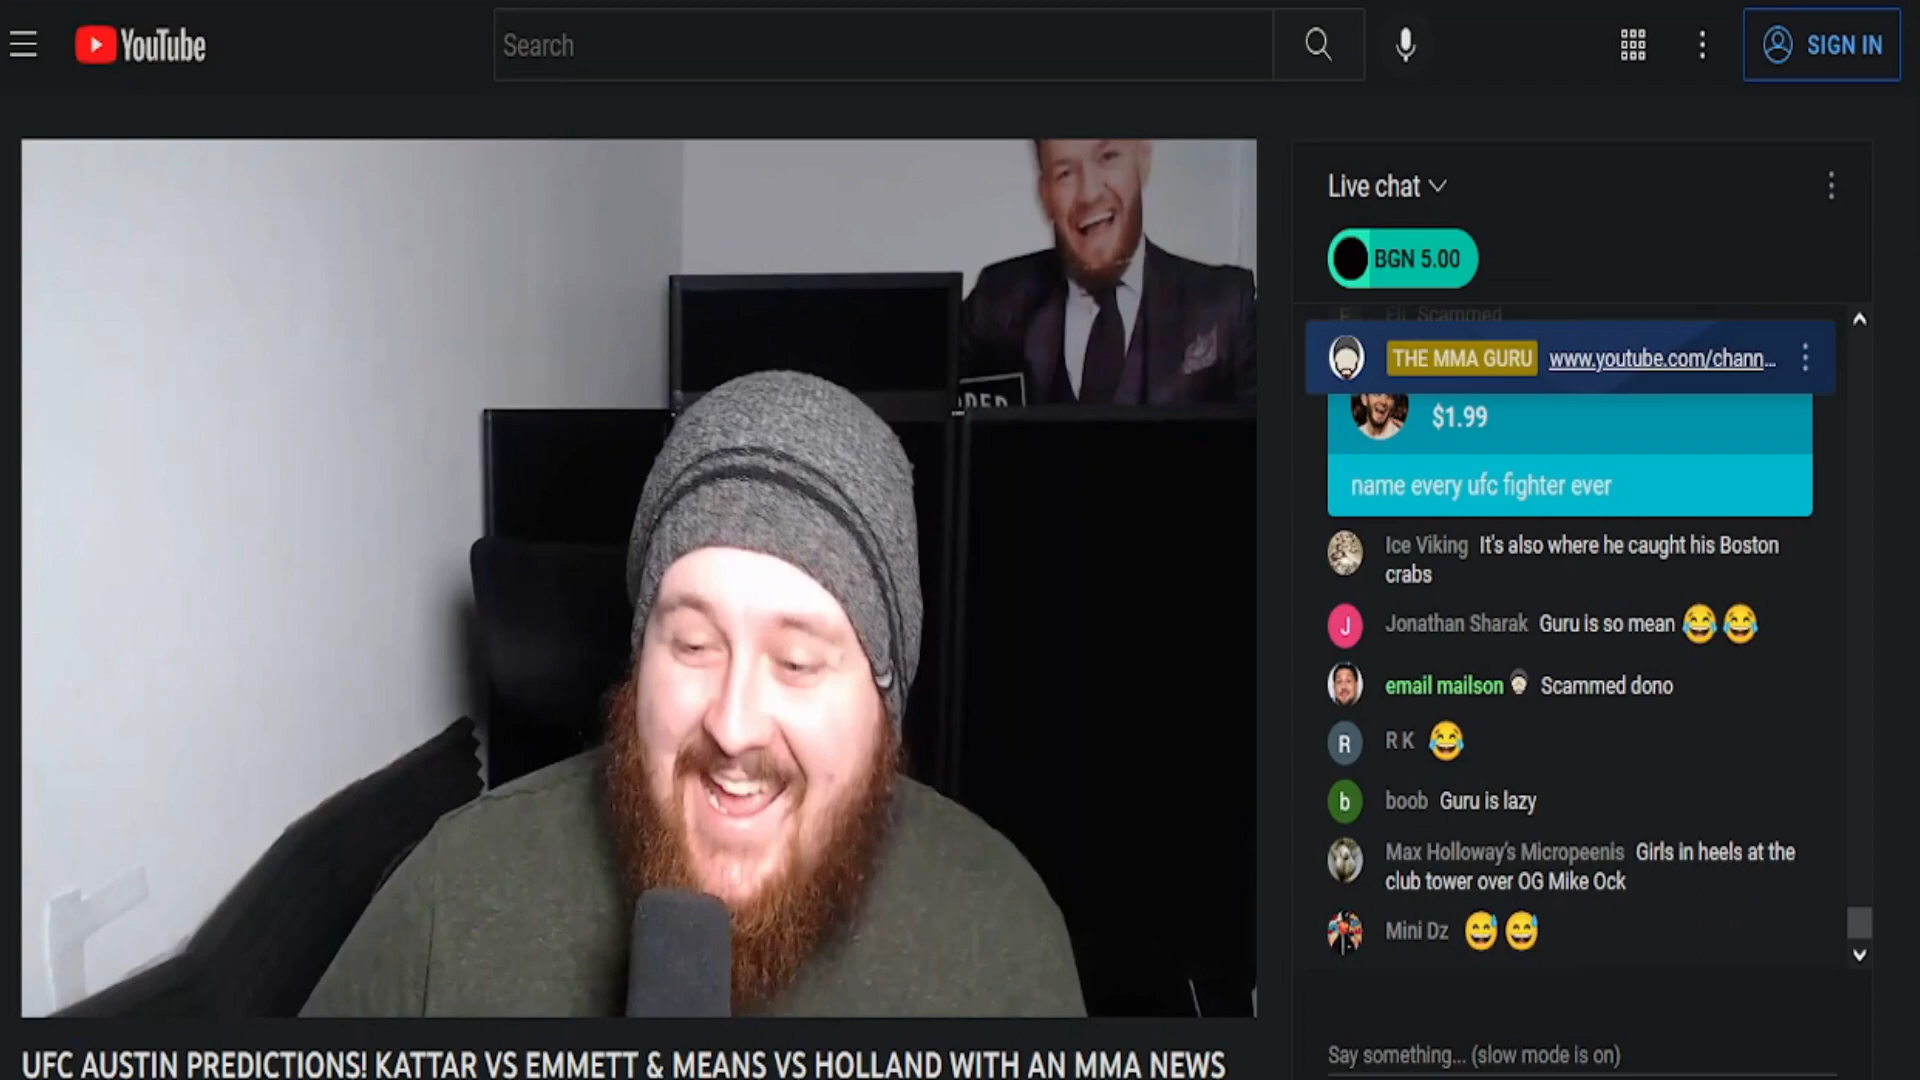 YouTube
Search
SIGN IN
Live chat
BGN 5.00
Eli Scammed
THE MMA GURU www.youtube.com/chann...
$1.99
name every ufc fighter ever
Ice Viking It's also where he caught his Boston
crabs
J Jonathan Sharak Guru is so mean 😂 😂
email mailson Scammed dono
R R K 😂
b boob Guru is lazy
Max Holloway's Micropeenis Girls in heels at the
club tower over OG Mike Ock
Mini Dz 😅 😅
Say something... (slow mode is on)
UFC AUSTIN PREDICTIONS! KATTAR VS EMMETT & MEANS VS HOLLAND WITH AN MMA NEWS